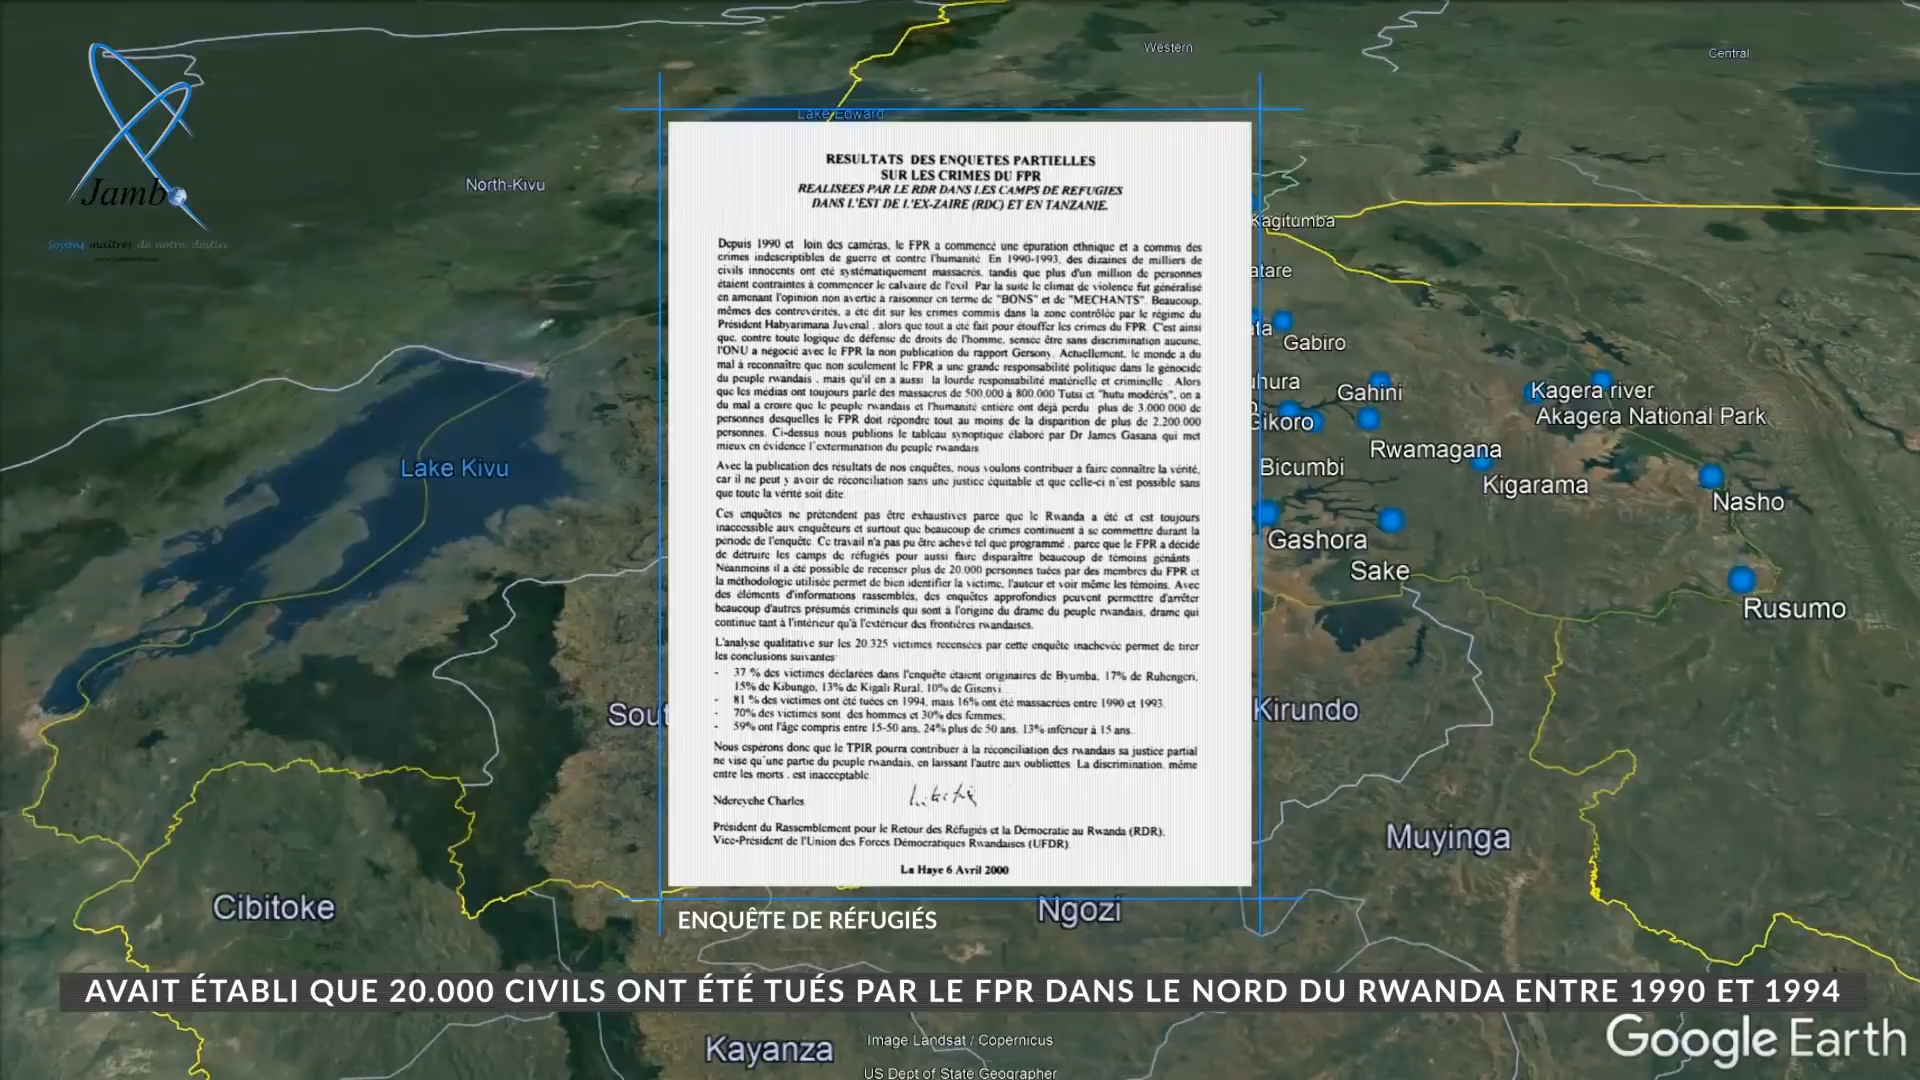 Western
Central
Lake Edward
North-Kivu
Jambo
Soyons maîtres de notre destin
RESULTATS DES ENQUETES PARTIELLES
SUR LES CRIMES DU FPR
REALISEES PAR LE RDR DANS LES CAMPS DE REFUGIES
DANS L'EST DE L'EX-ZAIRE (RDC) ET EN TANZANIE.
Depuis 1990 et loin des caméras, le FPR a commencé une épuration ethnique et a commis des
crimes indescriptibles de guerre et contre l'humanité. En 1990-1993, des dizaines de milliers de
civils innocents ont été systématiquement massacrés, tandis que plus d'un million de personnes
étaient contraintes à commencer le calvaire de l'exil. Par la suite le climat de violence fut généralisé
en amenant l'opinion non avertie à raisonner en terme de "BONS" et de "MECHANTS". Beaucoup,
mêmes des contrevérités, a été dit sur les crimes commis dans la zone contrôlée par le régime du
Président Habyarimana Juvenal , alors que tout a été fait pour étouffer les crimes du FPR. C'est ainsi
que, contre toute logique de défense de droits de l'homme, sensée être sans discrimination aucune,
l'ONU a négocié avec le FPR la non publication du rapport Gersony. Actuellement, le monde a du
mal à reconnaître que non seulement le FPR a une grande responsabilité politique dans le génocide
du peuple rwandais , mais qu'il en a aussi la lourde responsabilité matérielle et criminelle . Alors
que les médias ont toujours parlé des massacres de 500.000 à 800.000 Tutsi et "hutu modérés", on a
du mal a croire que le peuple rwandais et l'humanité entière ont déjà perdu plus de 3.000.000 de
personnes desquelles le FPR doit répondre tout au moins de la disparition de plus de 2.200.000
personnes. Ci-dessus nous publions le tableau synoptique élaboré par Dr James Gasana qui met
mieux en évidence l'extermination du peuple rwandais
Avec la publication des résultats de nos enquêtes, nous voulons contribuer à faire connaître la vérité,
car il ne peut y avoir de réconciliation sans une justice équitable et que celle-ci n'est possible sans
que toute la vérité soit dite.
Ces enquêtes ne prétendent pas être exhaustives parce que le Rwanda a été et est toujours
inaccessible aux enquêteurs et surtout que beaucoup de crimes continuent à se commettre durant la
période de l'enquête. Ce travail n'a pas pu être achevé tel que programmé , parce que le FPR a décidé
de détruire les camps de réfugiés pour aussi faire disparaître beaucoup de témoins gênants .
Néanmoins il a été possible de recenser plus de 20.000 personnes tuées par des membres du FPR et
la méthodologie utilisée permet de bien identifier la victime, l'auteur et voir même les témoins. Avec
des éléments d'informations rassemblés, des enquêtes approfondies peuvent permettre d'arrêter
beaucoup d'autres présumés criminels qui sont à l'origine du drame du peuple rwandais, drame qui
continue tant à l'intérieur qu'à l'extérieur des frontières rwandaises.
L'analyse qualitative sur les 20.325 victimes recensées par cette enquête inachevée permet de tirer
les conclusions suivantes
- 37 % des victimes déclarées dans l'enquête étaient originaires de Byumba, 17% de Ruhengeri,
15% de Kibungo, 13% de Kigali Rural, 10% de Gisenyi...
- 81 % des victimes ont été tuées en 1994, mais 16% ont été massacrées entre 1990 et 1993.
- 70% des victimes sont des hommes et 30% des femmes;
- 59% ont l'âge compris entre 15-50 ans, 24% plus de 50 ans, 13% inférieur à 15 ans..
Nous espérons donc que le TPIR pourra contribuer à la réconciliation des rwandais sa justice partial
ne vise qu'une partie du peuple rwandais, en laissant l'autre aux oubliettes. La discrimination, même
entre les morts , est inacceptable.
Ndereyehe Charles
Président du Rassemblement pour le Retour des Réfugiés et la Démocratie au Rwanda (RDR),
Vice-Président de l'Union des Forces Démocratiques Rwandaises (UFDR)
La Haye 6 Avril 2000
Kagitumba
atare
Gabiro
Gahini
Kagera river
Akagera National Park
Gikoro
Rwamagana
Bicumbi
Kigarama
Nasho
Gashora
Sake
Rusumo
Lake Kivu
Sout
Kirundo
Muyinga
Cibitoke
Ngozi
ENQUÊTE DE RÉFUGIÉS
AVAIT ÉTABLI QUE 20.000 CIVILS ONT ÉTÉ TUÉS PAR LE FPR DANS LE NORD DU RWANDA ENTRE 1990 ET 1994
Kayanza
Image Landsat / Copernicus
US Dept of State Geographer
Google Earth